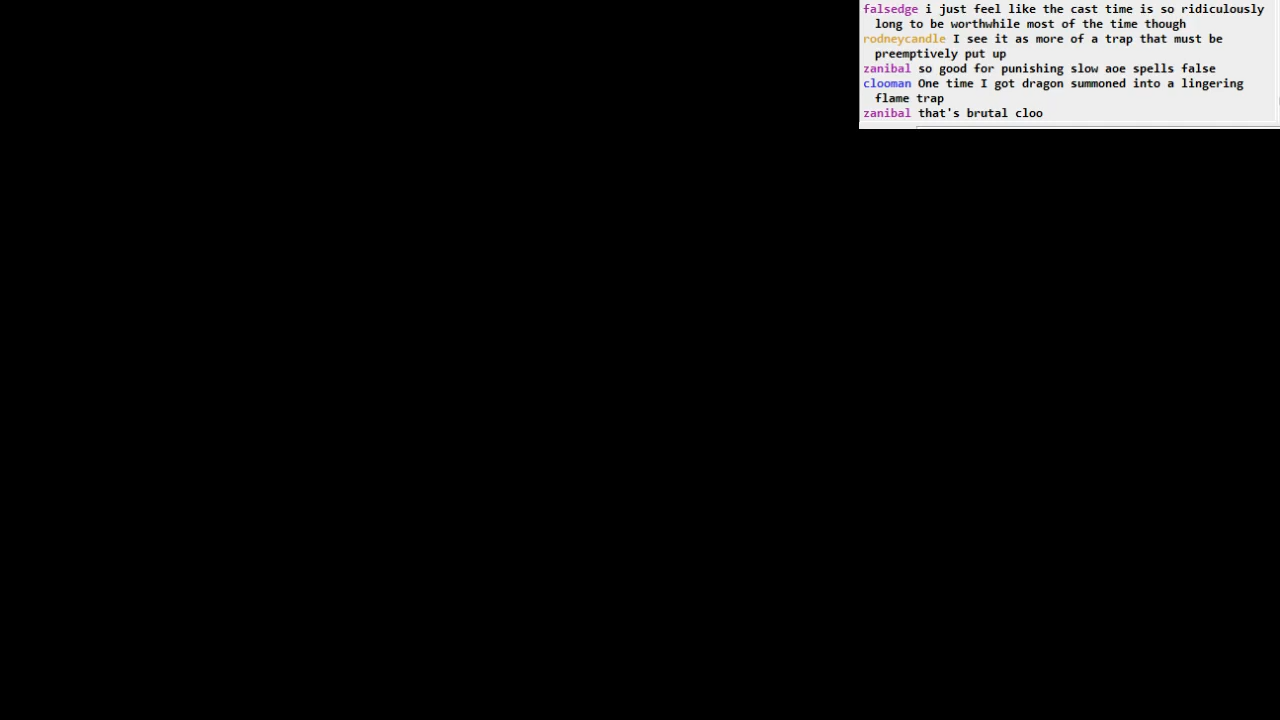 falsedge i just feel like the cast time is so ridiculously
long to be worthwhile most of the time though
rodneycandle I see it as more of a trap that must be
preemptively put up
zanibal so good for punishing slow aoe spells false
clooman One time I got dragon summoned into a lingering
flame trap
zanibal that's brutal cloo